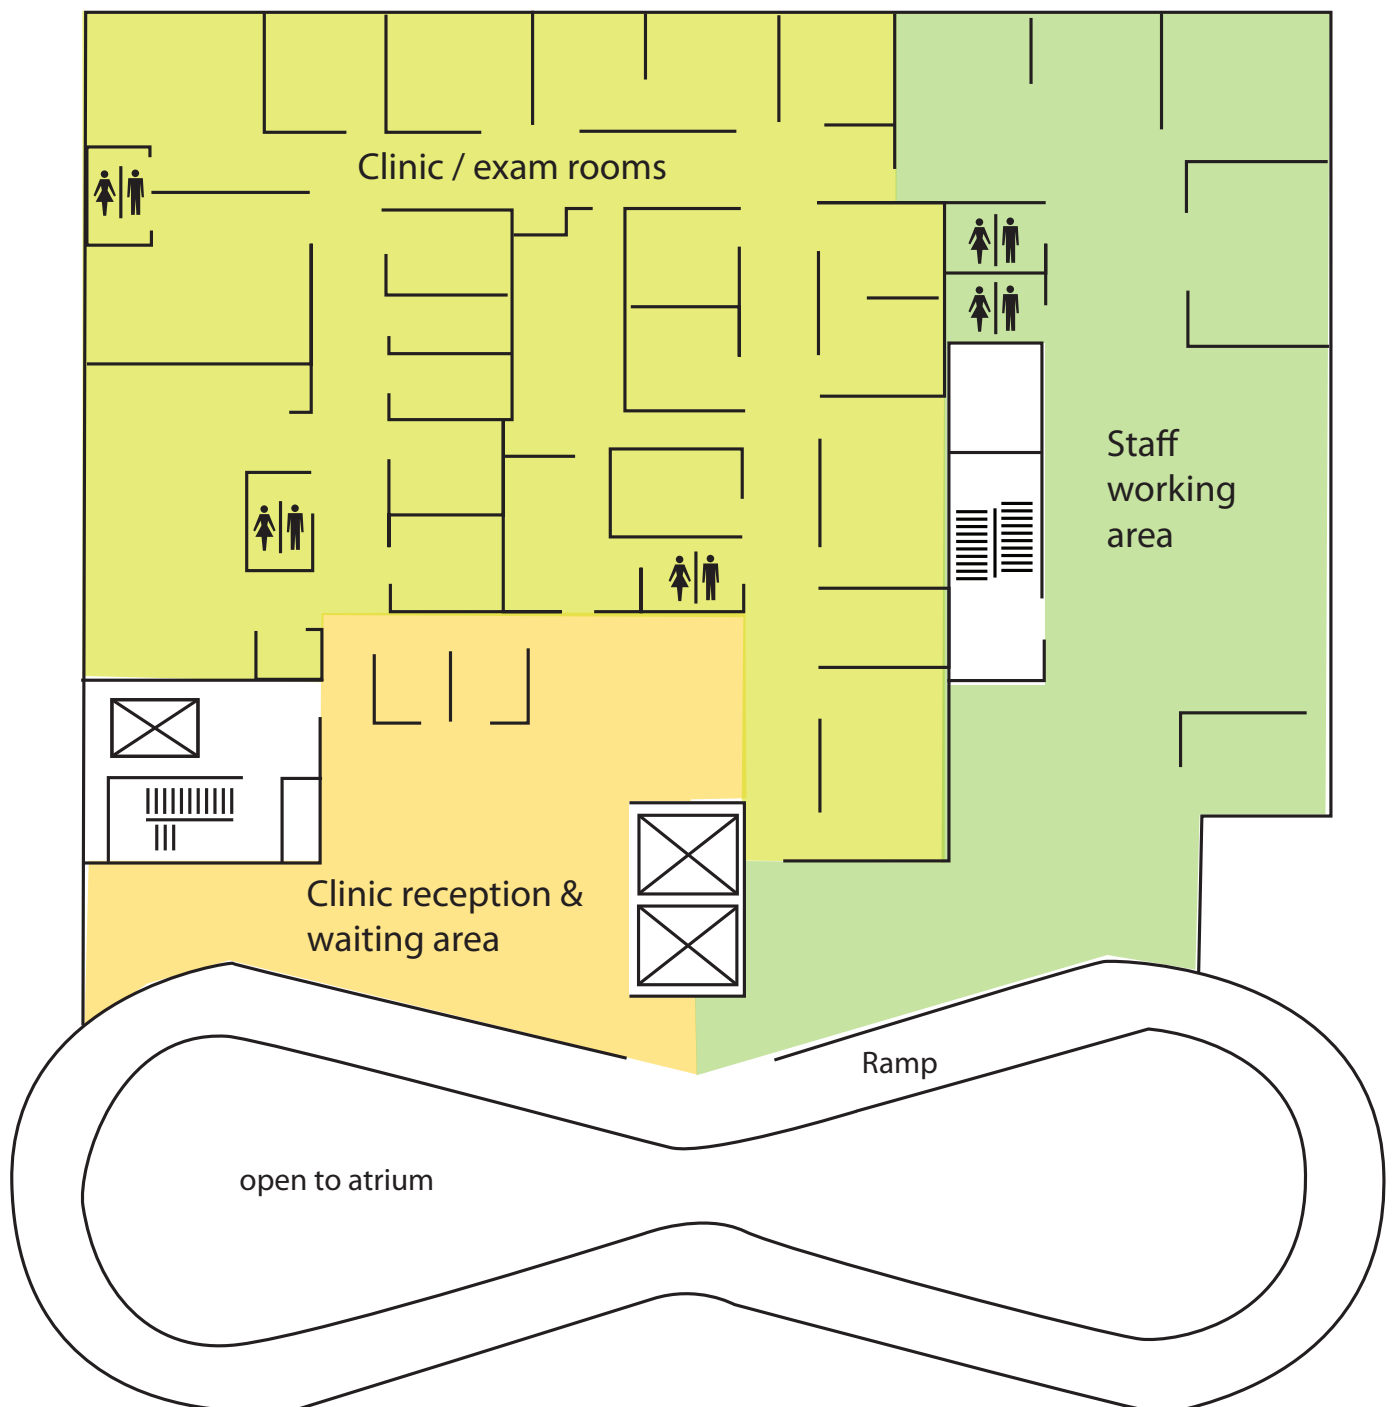 Clinic / exam rooms
Staff
working
area
Clinic reception &
waiting area
Ramp
open to atrium